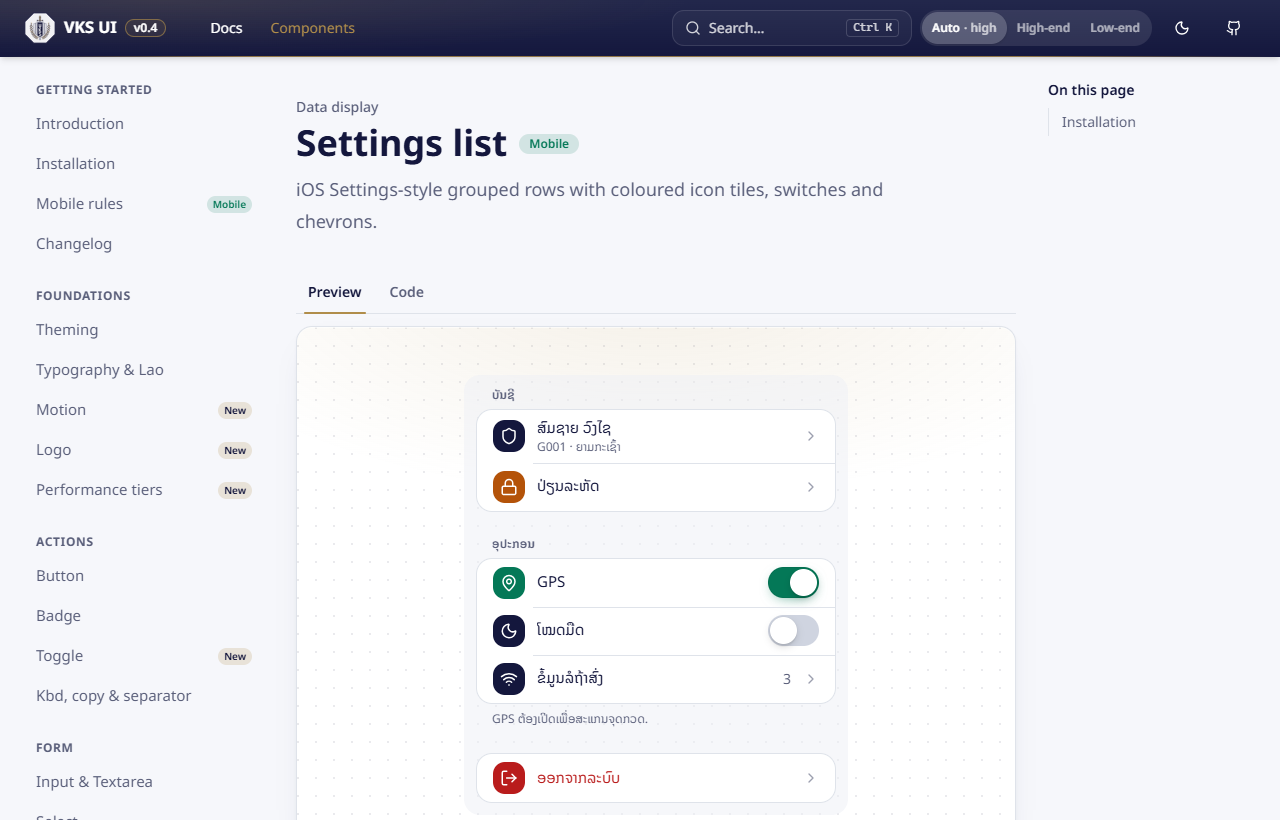 VKS UI v0.4 Docs Components Search... Ctrl K Auto · high High-end Low-end
GETTING STARTED
Introduction
Installation
Mobile rules Mobile
Changelog
FOUNDATIONS
Theming
Typography & Lao
Motion New
Logo New
Performance tiers New
ACTIONS
Button
Badge
Toggle New
Kbd, copy & separator
FORM
Input & Textarea
Select
Data display
Settings list Mobile
iOS Settings-style grouped rows with coloured icon tiles, switches and
chevrons.
Preview Code
ບັນຊີ
ສົມຊາຍ ວົງໄຊ
G001 · ຍາມກະເຊົ້າ
ປ່ຽນລະຫັດ
ອຸປະກອນ
GPS
ໂໝດມືດ
ຂໍ້ມູນລໍຖ້າສົ່ງ 3
GPS ຕ້ອງເປີດເພື່ອສະແກນຈຸດກວດ.
ອອກຈາກລະບົບ
On this page
Installation